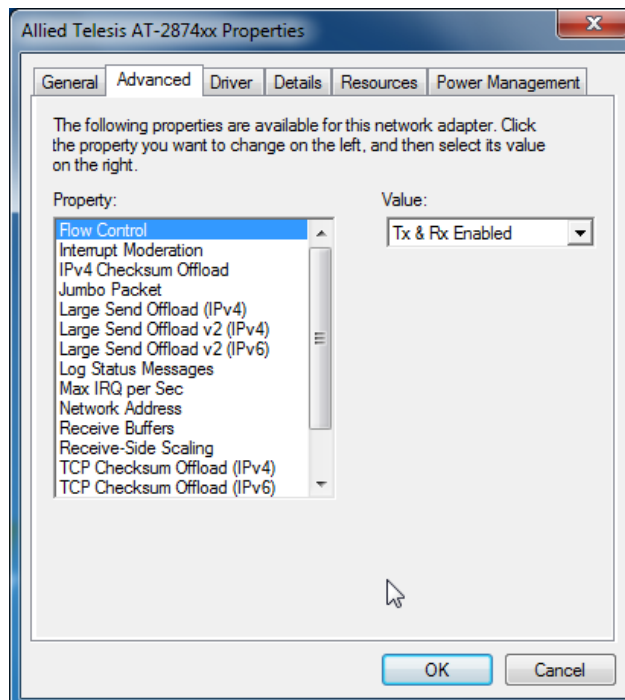 Allied Telesis AT-2874xx Properties
General Advanced Driver Details Resources Power Management
The following properties are available for this network adapter. Click
the property you want to change on the left, and then select its value
on the right.
Property: Value:
Flow Control Tx & Rx Enabled
Interrupt Moderation
IPv4 Checksum Offload
Jumbo Packet
Large Send Offload (IPv4)
Large Send Offload v2 (IPv4)
Large Send Offload v2 (IPv6)
Log Status Messages
Max IRQ per Sec
Network Address
Receive Buffers
Receive-Side Scaling
TCP Checksum Offload (IPv4)
TCP Checksum Offload (IPv6)
OK Cancel